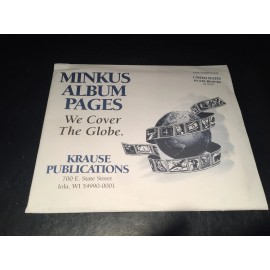 MINKUS
ALBUM
PAGES
We Cover
The Globe.
KRAUSE
PUBLICATIONS
700 E. State Street
Iola, WI 54990-0001